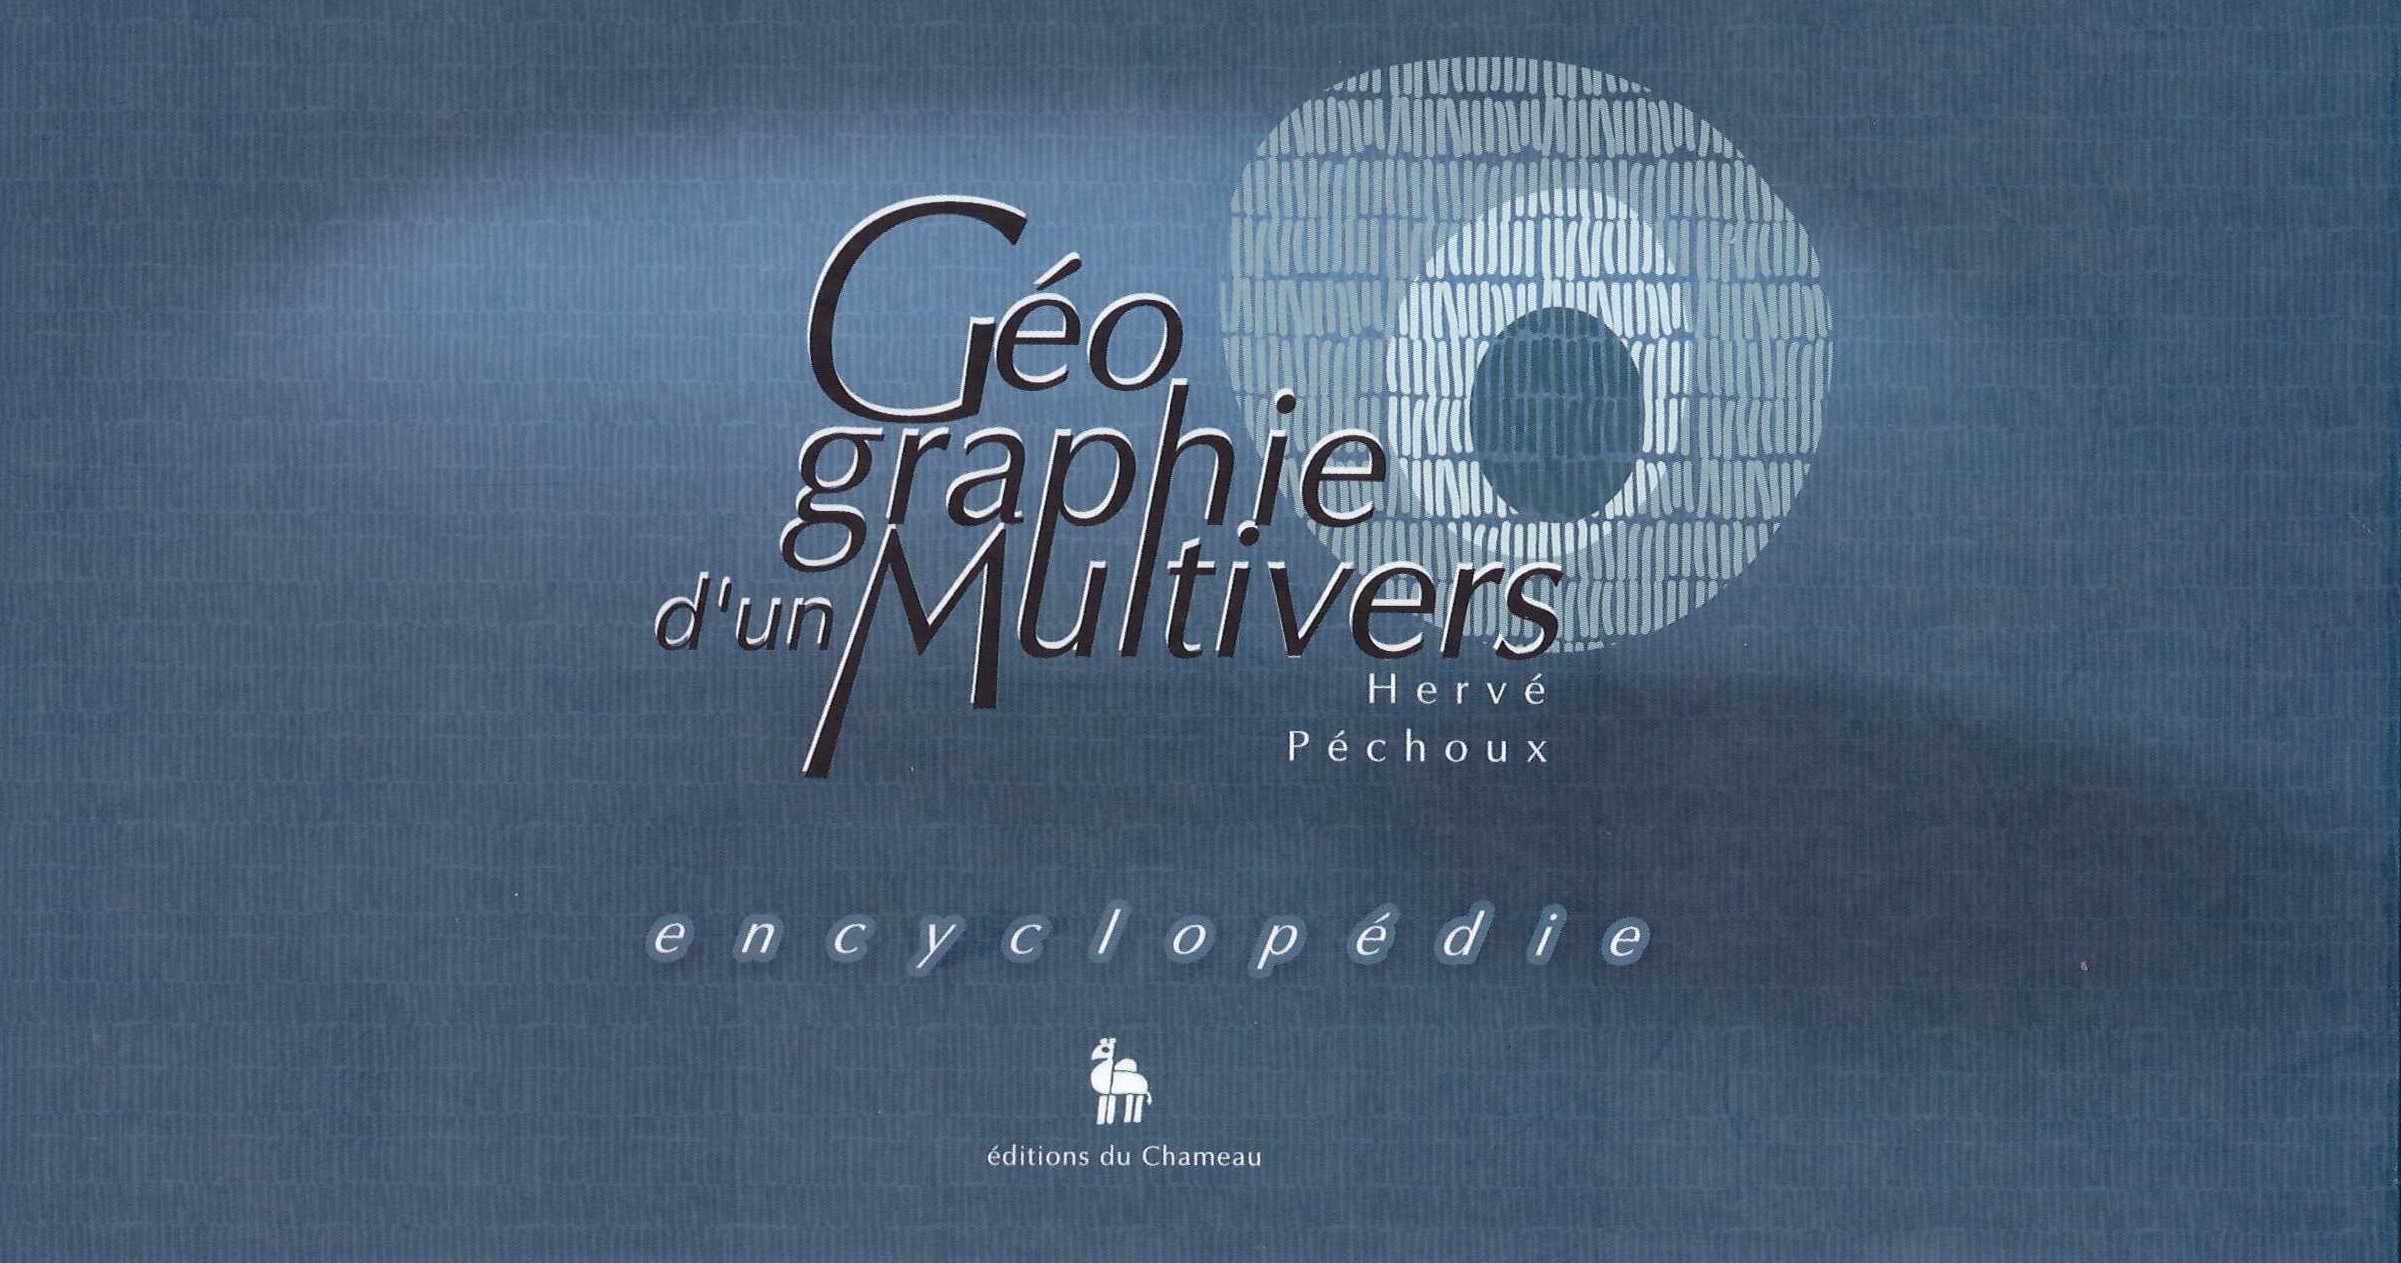 Géo
graphie
d'un Multivers
Hervé
Péchoux
encyclopédie
éditions du Chameau